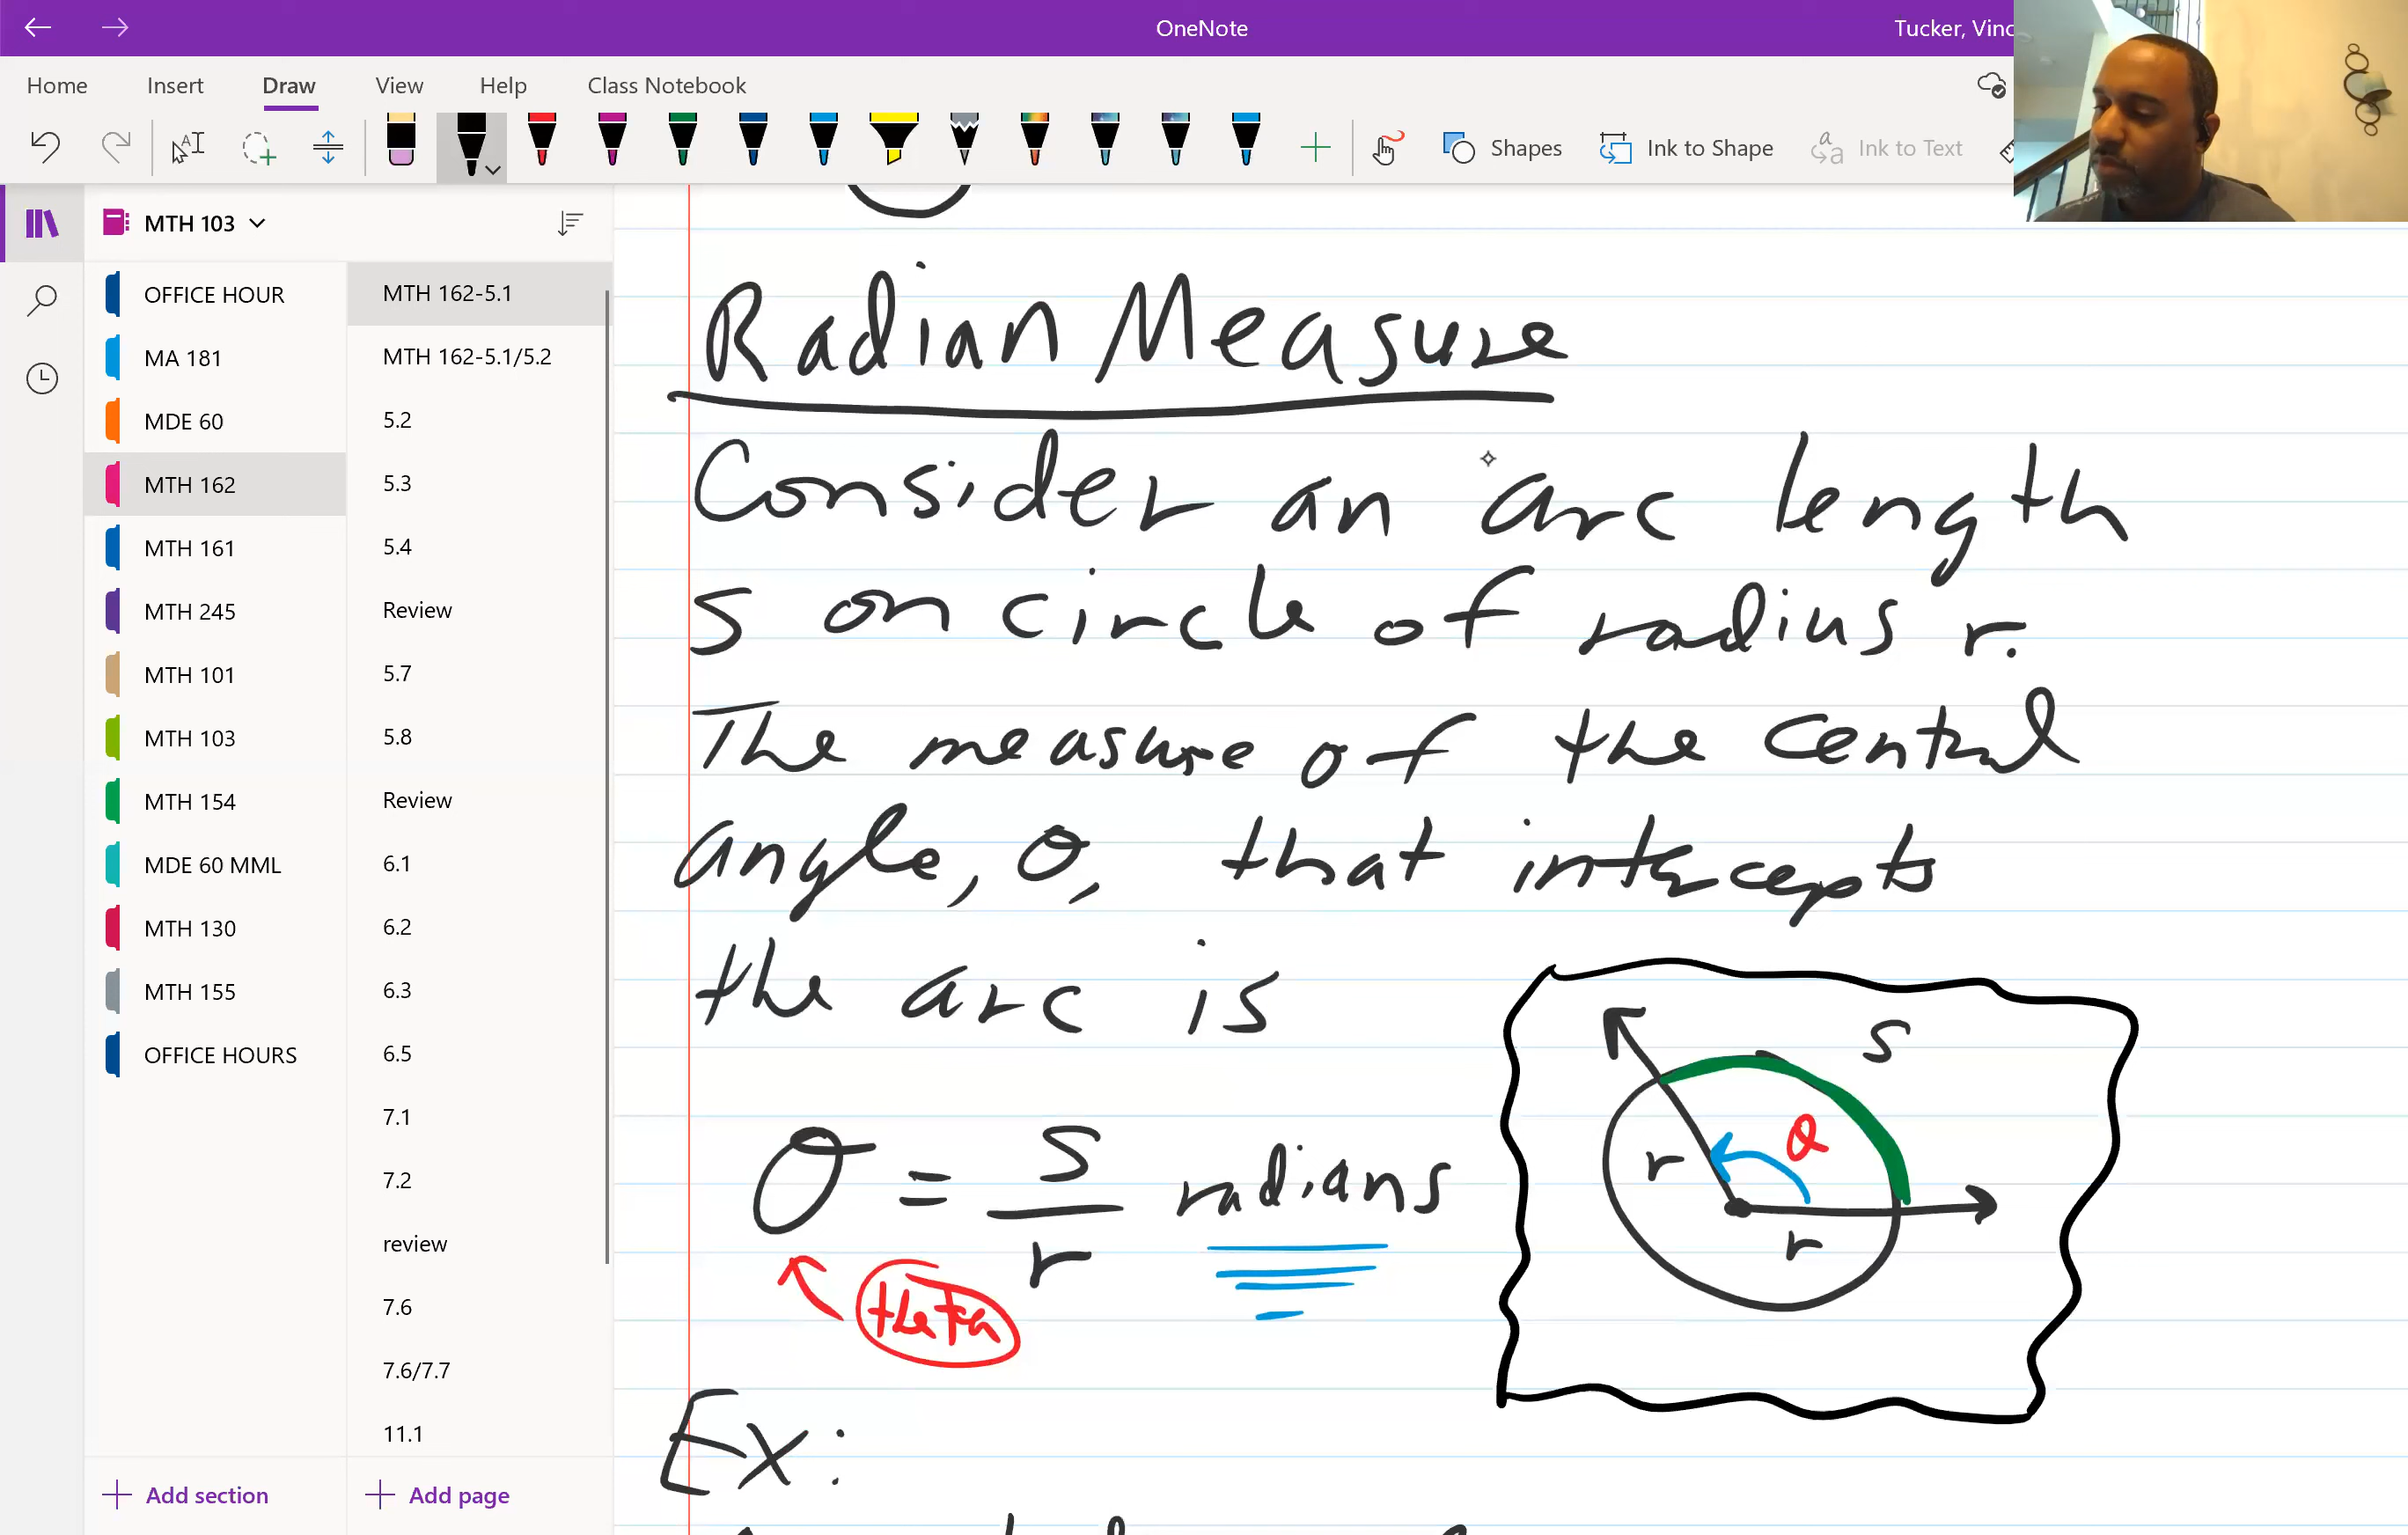 OneNote
Tucker, Vinc
Home Insert Draw View Help Class Notebook
Shapes Ink to Shape Ink to Text
MTH 103
OFFICE HOUR
MA 181
MDE 60
MTH 162
MTH 161
MTH 245
MTH 101
MTH 103
MTH 154
MDE 60 MML
MTH 130
MTH 155
OFFICE HOURS
Add section
MTH 162-5.1
MTH 162-5.1/5.2
5.2
5.3
5.4
Review
5.7
5.8
Review
6.1
6.2
6.3
6.5
7.1
7.2
review
7.6
7.6/7.7
11.1
Add page
Radian Measure
Consider an arc length
s on circle of radius r.
The measure of the central
angle, θ, that intercepts
the arc is
θ = s/r radians
theta
s
θ
r
r
Ex: